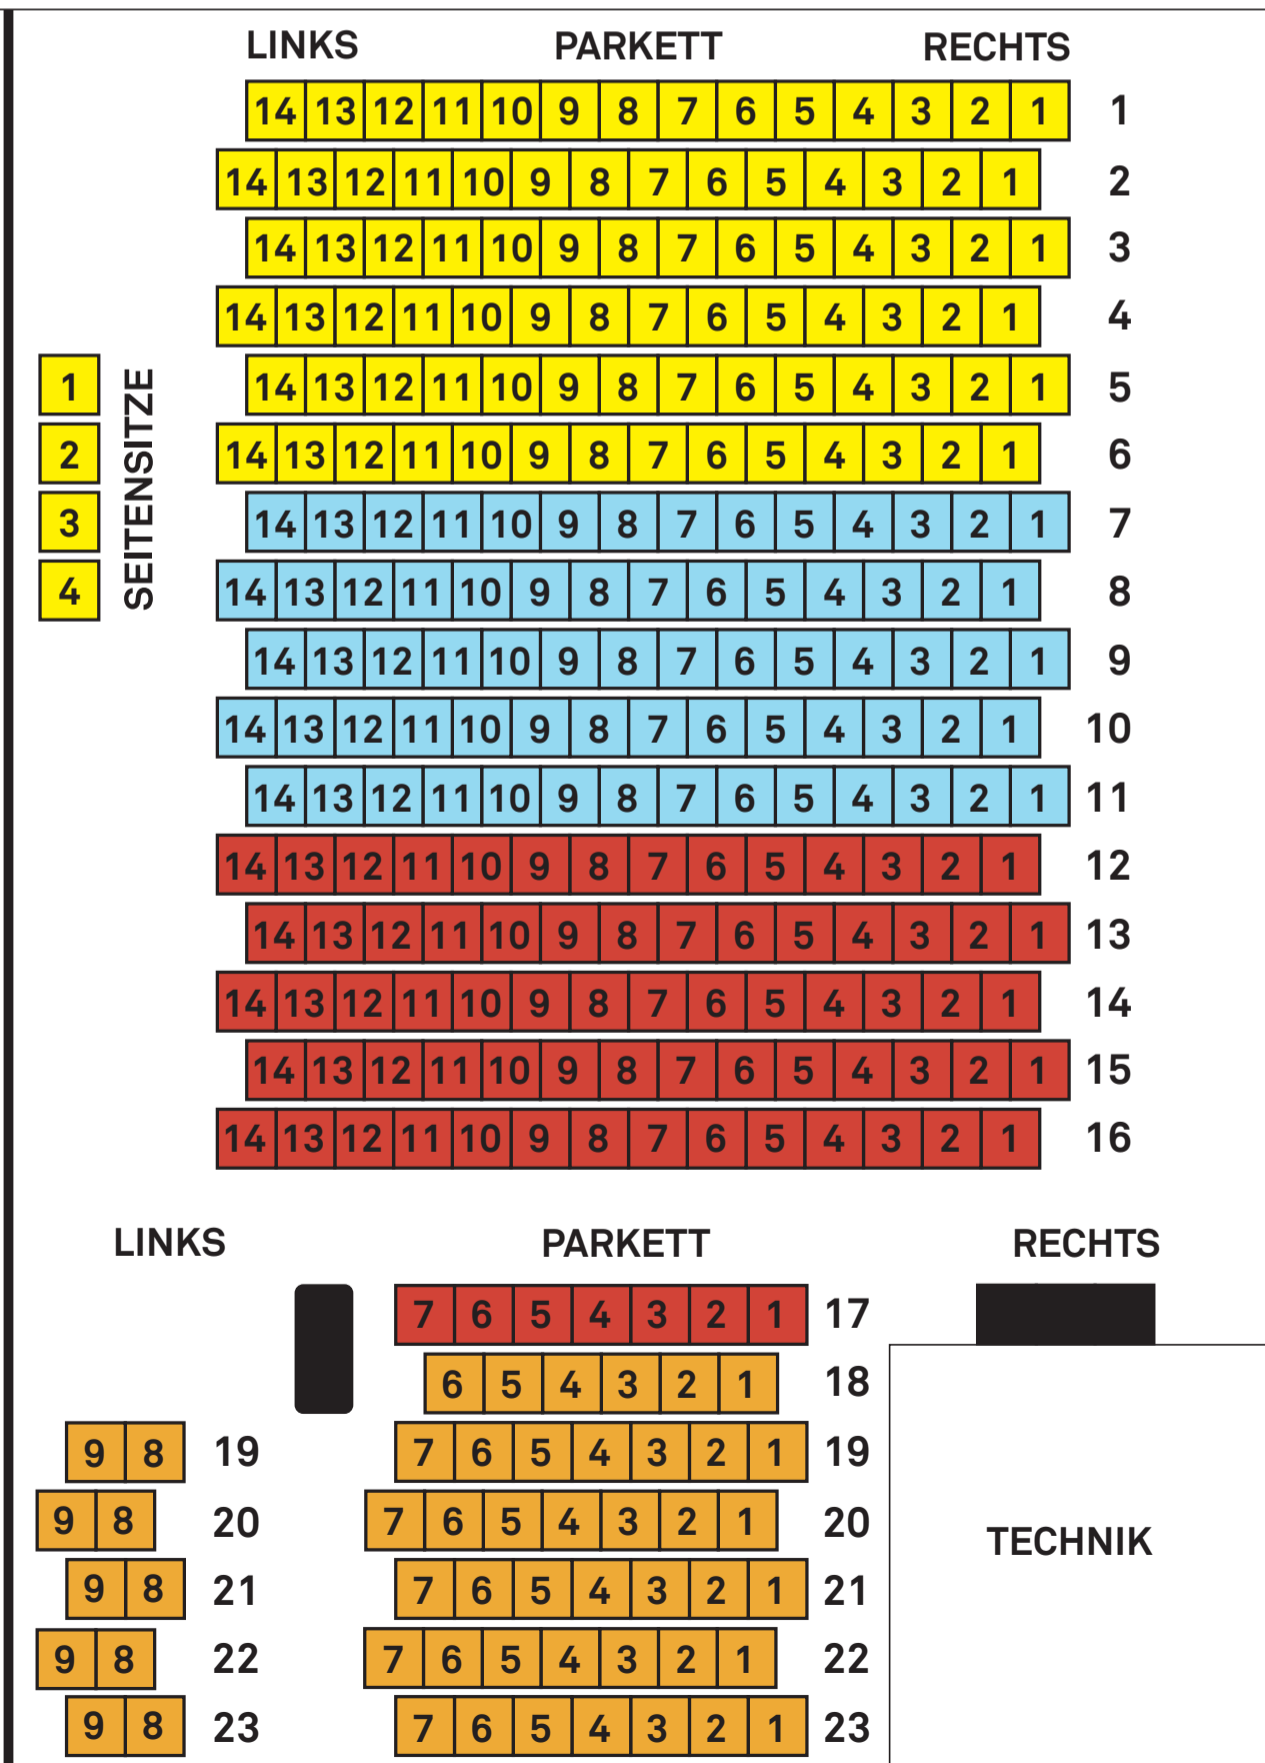 LINKS PARKETT RECHTS
14 13 12 11 10 9 8 7 6 5 4 3 2 1 1
14 13 12 11 10 9 8 7 6 5 4 3 2 1 2
14 13 12 11 10 9 8 7 6 5 4 3 2 1 3
14 13 12 11 10 9 8 7 6 5 4 3 2 1 4
1 14 13 12 11 10 9 8 7 6 5 4 3 2 1 5
2 14 13 12 11 10 9 8 7 6 5 4 3 2 1 6
3 14 13 12 11 10 9 8 7 6 5 4 3 2 1 7
4 14 13 12 11 10 9 8 7 6 5 4 3 2 1 8
SEITENSITZE
14 13 12 11 10 9 8 7 6 5 4 3 2 1 9
14 13 12 11 10 9 8 7 6 5 4 3 2 1 10
14 13 12 11 10 9 8 7 6 5 4 3 2 1 11
14 13 12 11 10 9 8 7 6 5 4 3 2 1 12
14 13 12 11 10 9 8 7 6 5 4 3 2 1 13
14 13 12 11 10 9 8 7 6 5 4 3 2 1 14
14 13 12 11 10 9 8 7 6 5 4 3 2 1 15
14 13 12 11 10 9 8 7 6 5 4 3 2 1 16
LINKS PARKETT RECHTS
7 6 5 4 3 2 1 17
6 5 4 3 2 1 18
9 8 19 7 6 5 4 3 2 1 19
9 8 20 7 6 5 4 3 2 1 20
TECHNIK
9 8 21 7 6 5 4 3 2 1 21
9 8 22 7 6 5 4 3 2 1 22
9 8 23 7 6 5 4 3 2 1 23